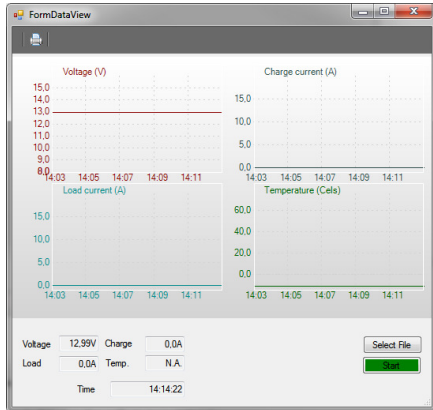 FormDataView
Voltage (V)
15,0
14,0
13,0
12,0
11,0
10,0
9,0
8,0
14:03 14:05 14:07 14:09 14:11
Charge current (A)
15,0
10,0
5,0
0,0
14:03 14:05 14:07 14:09 14:11
Load current (A)
15,0
10,0
5,0
0,0
14:03 14:05 14:07 14:09 14:11
Temperature (Cels)
60,0
40,0
20,0
0,0
14:03 14:05 14:07 14:09 14:11
Voltage 12.99V Charge 0,0A
Select File
Load 0,0A Temp. N.A.
Start
Time 14:14:22